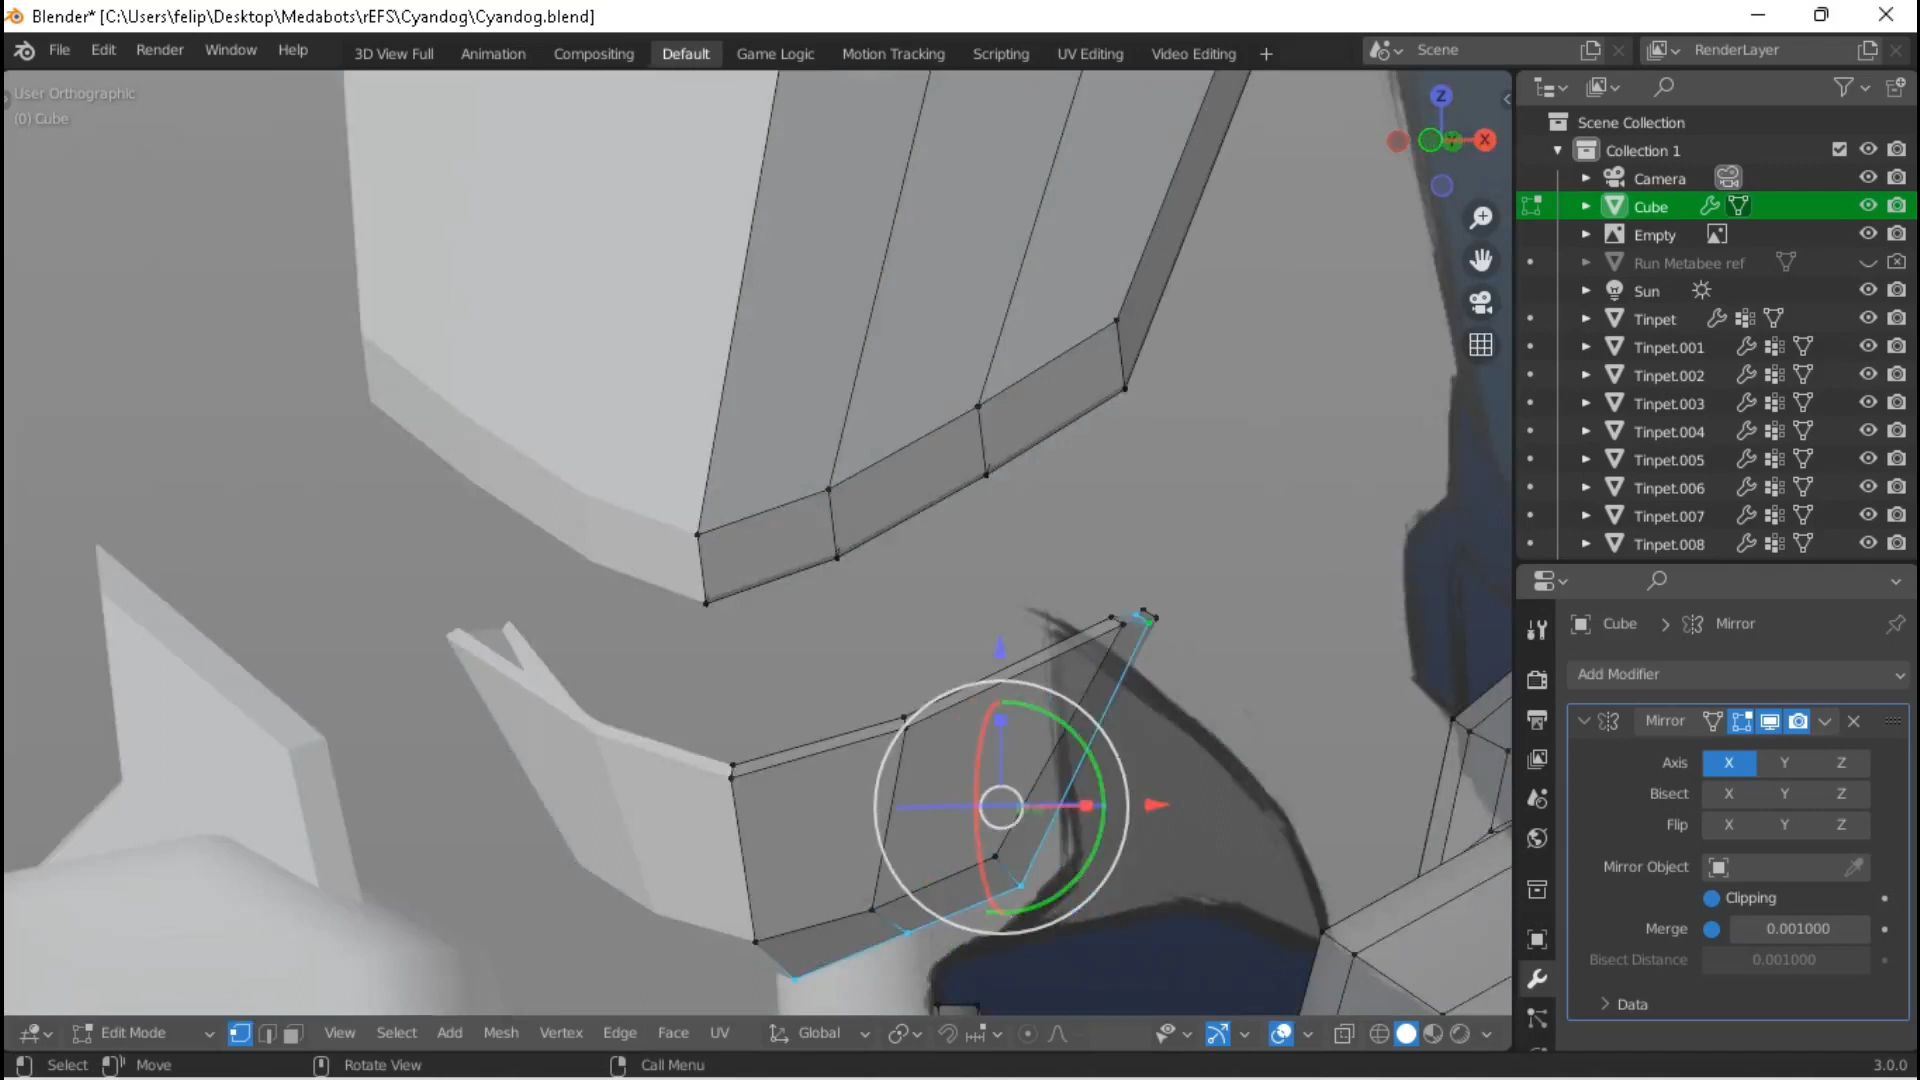 Blender* [C:\Users\felip\Desktop\Medabots\rEFS\Cyandog\Cyandog.blend]
File Edit Render Window Help 3D View Full Animation Compositing Default Game Logic Motion Tracking Scripting UV Editing Video Editing + Scene RenderLayer
User Orthographic
(0) Cube
Z
X
Scene Collection
Collection 1
Camera
Cube
Empty
Run Metabee ref
Sun
Tinpet
Tinpet.001
Tinpet.002
Tinpet.003
Tinpet.004
Tinpet.005
Tinpet.006
Tinpet.007
Tinpet.008
Cube > Mirror
Add Modifier
Mirror
Axis X Y Z
Bisect X Y Z
Flip X Y Z
Mirror Object
Clipping
Merge 0.001000
Bisect Distance 0.001000
Data
Edit Mode View Select Add Mesh Vertex Edge Face UV Global
Select Move Rotate View Call Menu 3.0.0